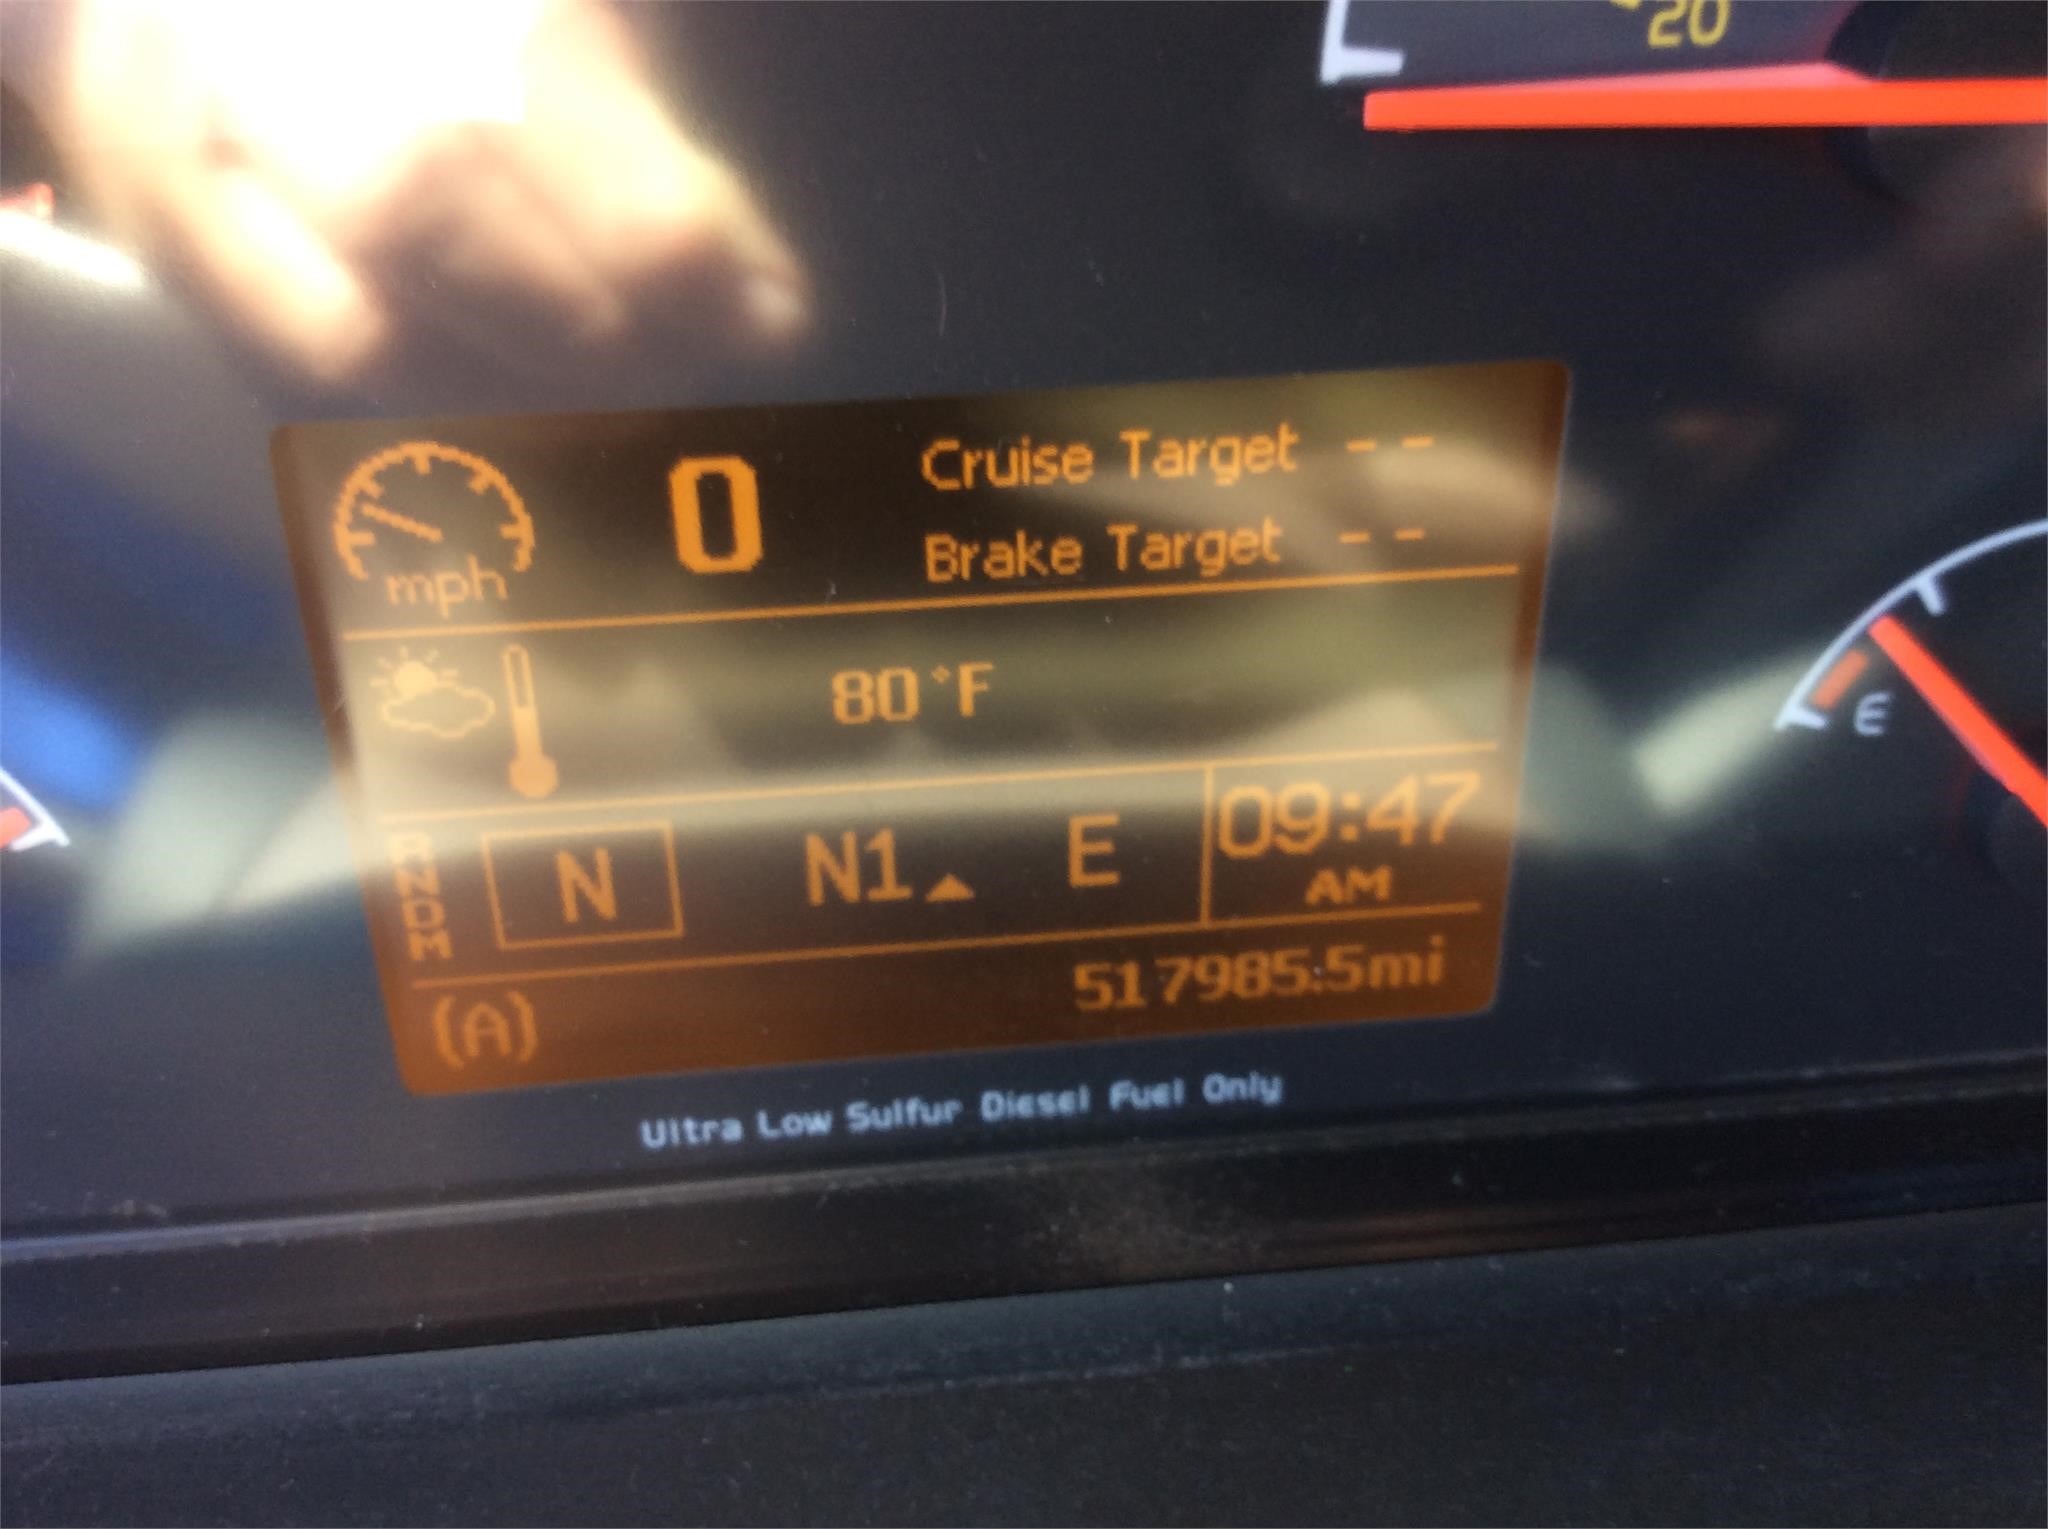 20
0 Cruise Target --
Brake Target --
mph
80°F
E
RNDM
N N1 E 09:47
AM
(A) 517985.5mi
Ultra Low Sulfur Diesel Fuel Only